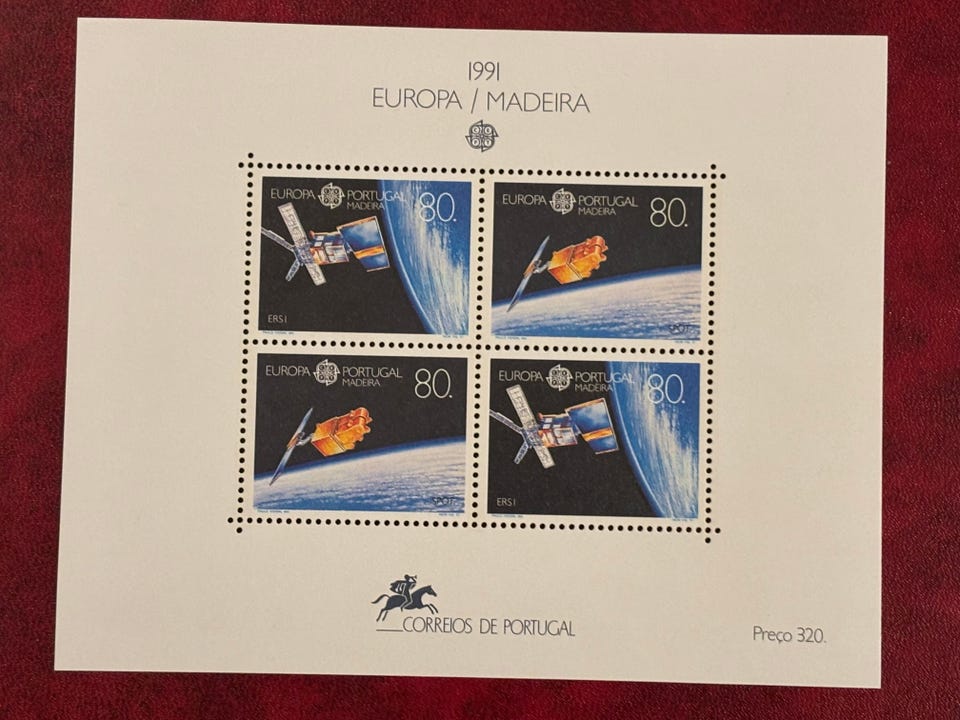 1991
EUROPA / MADEIRA
CEPT
EUROPA PORTUGAL 80.
MADEIRA
ERS1
EUROPA PORTUGAL 80.
MADEIRA
SPOT
EUROPA PORTUGAL 80.
MADEIRA
SPOT
EUROPA PORTUGAL 80.
MADEIRA
ERS1
CORREIOS DE PORTUGAL
Preço 320.